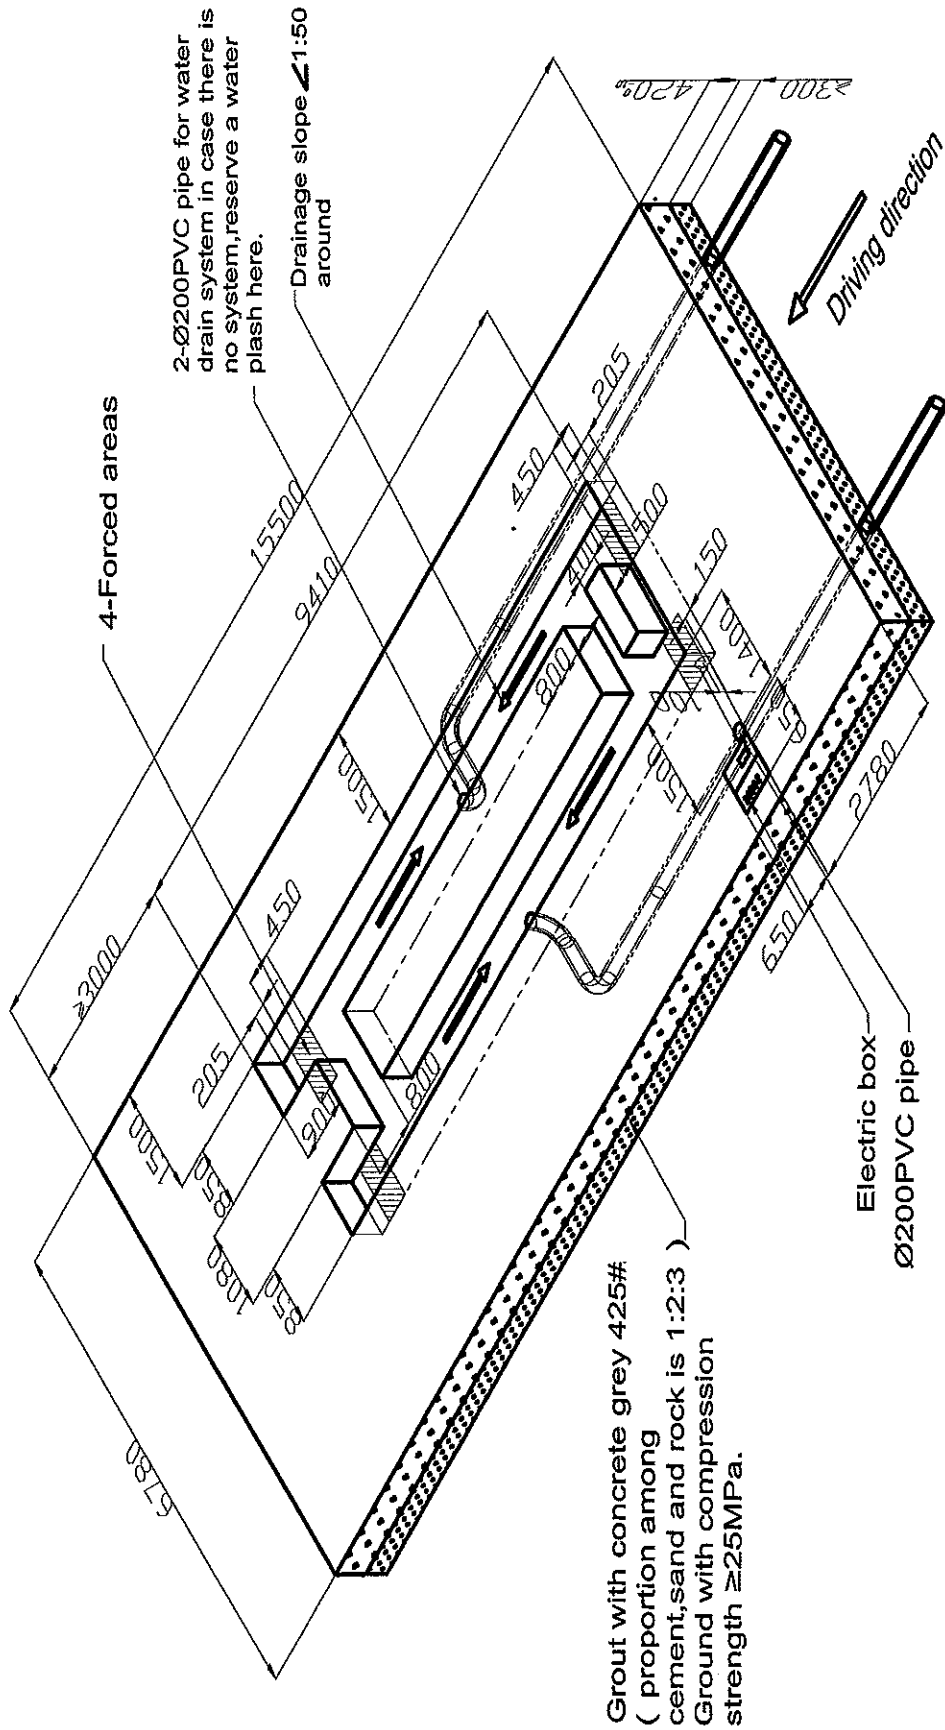 2-Ø200PVC pipe for water
drain system in case there is
no system,reserve a water
plash here.
Drainage slope∠1:50
around
4-Forced areas
15500
9410
≥3000
6780
1500
1500
1500
450
205
450
205
850
1080
850
900
800
800
400
500
150
1400
650
2780
≥300
Driving direction
Electric box
Ø200PVC pipe
Grout with concrete grey 425#
( proportion among
cement,sand and rock is 1:2:3 )
Ground with compression
strength ≥25MPa.